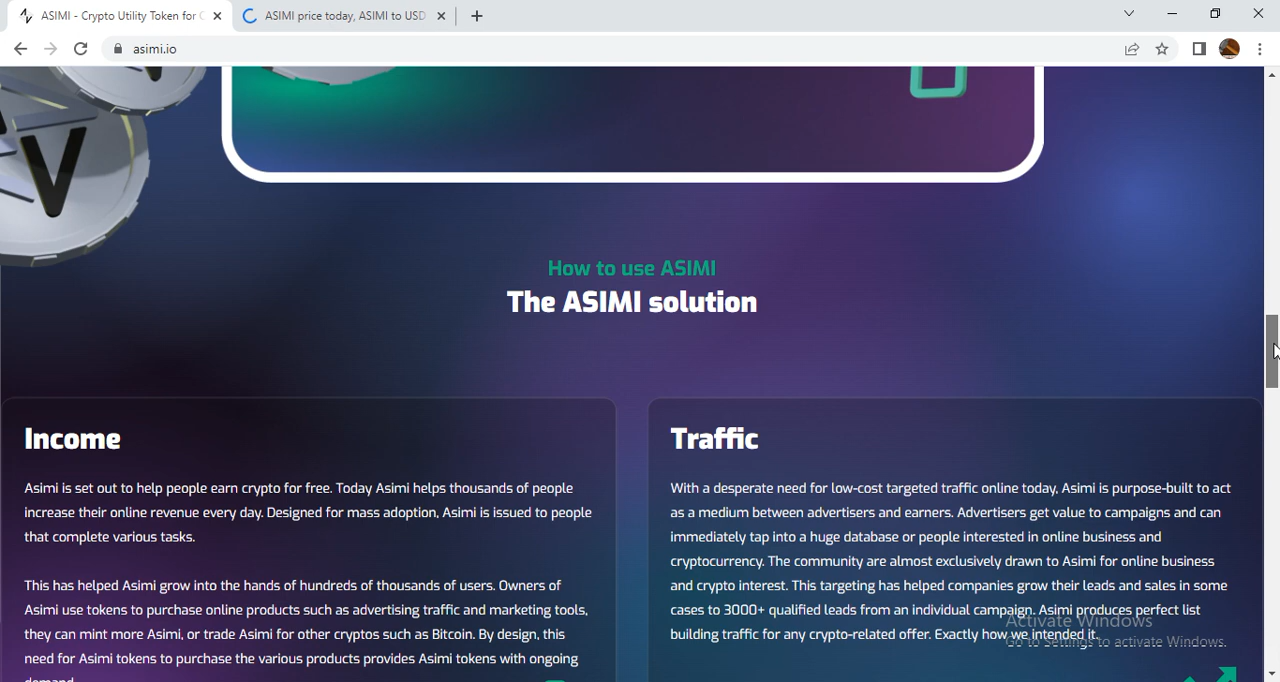 ASIMI - Crypto Utility Token for
ASIMI price today, ASIMI to USD
asimi.io
V
How to use ASIMI
The ASIMI solution
Income
Asimi is set out to help people earn crypto for free. Today Asimi helps thousands of people
increase their online revenue every day. Designed for mass adoption, Asimi is issued to people
that complete various tasks.
This has helped Asimi grow into the hands of hundreds of thousands of users. Owners of
Asimi use tokens to purchase online products such as advertising traffic and marketing tools,
they can mint more Asimi, or trade Asimi for other cryptos such as Bitcoin. By design, this
need for Asimi tokens to purchase the various products provides Asimi tokens with ongoing
demand
Traffic
With a desperate need for low-cost targeted traffic online today, Asimi is purpose-built to act
as a medium between advertisers and earners. Advertisers get value to campaigns and can
immediately tap into a huge database or people interested in online business and
cryptocurrency. The community are almost exclusively drawn to Asimi for online business
and crypto interest. This targeting has helped companies grow their leads and sales in some
cases to 3000+ qualified leads from an individual campaign. Asimi produces perfect list
building traffic for any crypto-related offer. Exactly how we intended it.
Activate Windows
Go to Settings to activate Windows.